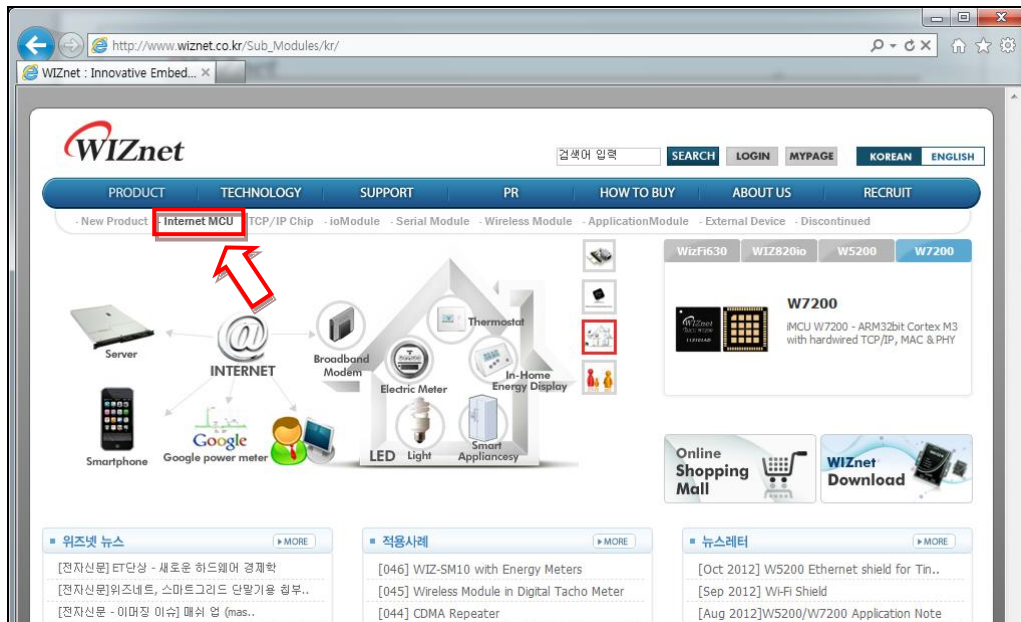 http://www.wiznet.co.kr/Sub_Modules/kr/
WIZnet : Innovative Embed...
WIZnet
검색어 입력 SEARCH LOGIN MYPAGE KOREAN ENGLISH
PRODUCT TECHNOLOGY SUPPORT PR HOW TO BUY ABOUT US RECRUIT
- New Product - Internet MCU TCP/IP Chip - ioModule - Serial Module - Wireless Module - ApplicationModule - External Device - Discontinued
WizFi630 WIZ820io W5200 W7200
W7200
iMCU W7200 - ARM32bit Cortex M3
with hardwired TCP/IP, MAC & PHY
Server
INTERNET
Broadband
Modem
Thermostat
Electric Meter
In-Home
Energy Display
Smartphone
Google
Google power meter
LED Light
Smart
Appliancesy
Online
Shopping
Mall
WIZnet
Download
위즈넷 뉴스 MORE
[전자신문] ET단상 - 새로운 하드웨어 경제학
[전자신문]위즈네트, 스마트그리드 단말기용 칩부..
[전자신문 - 이머징 이슈] 매쉬 업 (mas..
적용사례 MORE
[046] WIZ-SM10 with Energy Meters
[045] Wireless Module in Digital Tacho Meter
[044] CDMA Repeater
뉴스레터 MORE
[Oct 2012] W5200 Ethernet shield for Tin..
[Sep 2012] Wi-Fi Shield
[Aug 2012]W5200/W7200 Application Note